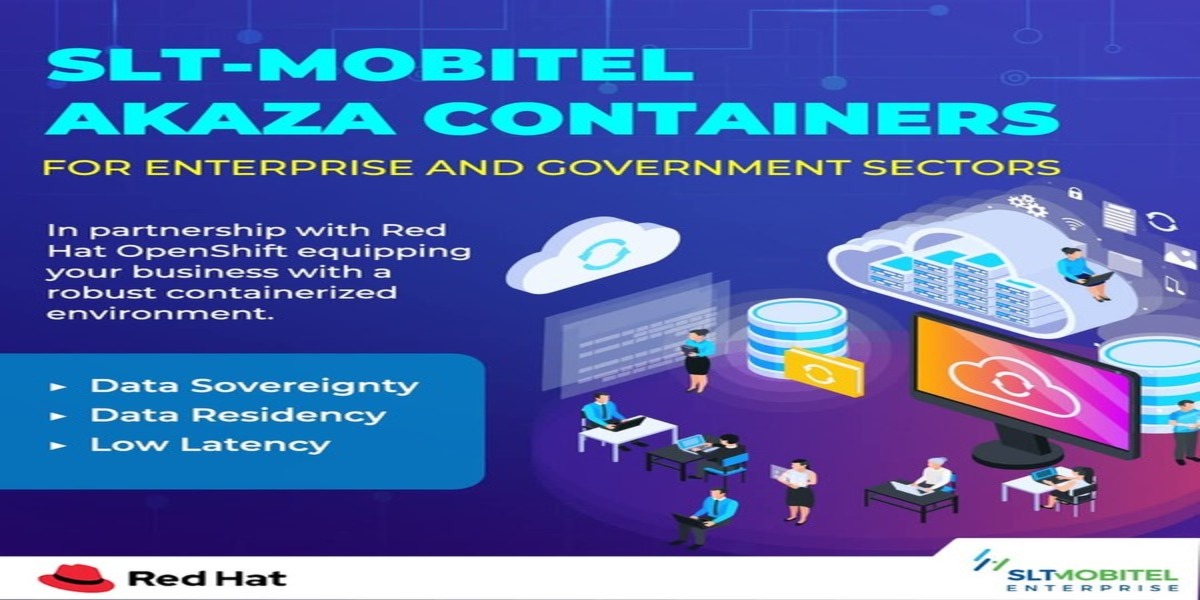 SLT-MOBITEL
AKAZA CONTAINERS
FOR ENTERPRISE AND GOVERNMENT SECTORS
In partnership with Red
Hat OpenShift equipping
your business with a
robust containerized
environment.
► Data Sovereignty
► Data Residency
► Low Latency
Red Hat
SLTMOBITEL
ENTERPRISE